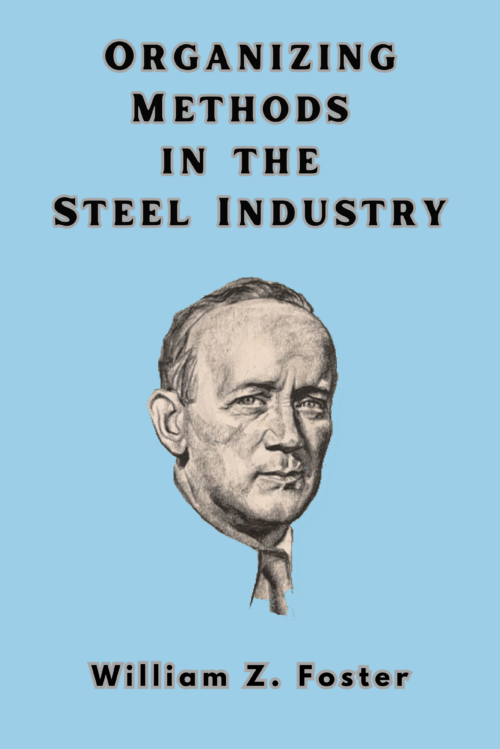 Organizing
Methods
in the
Steel Industry
William Z. Foster